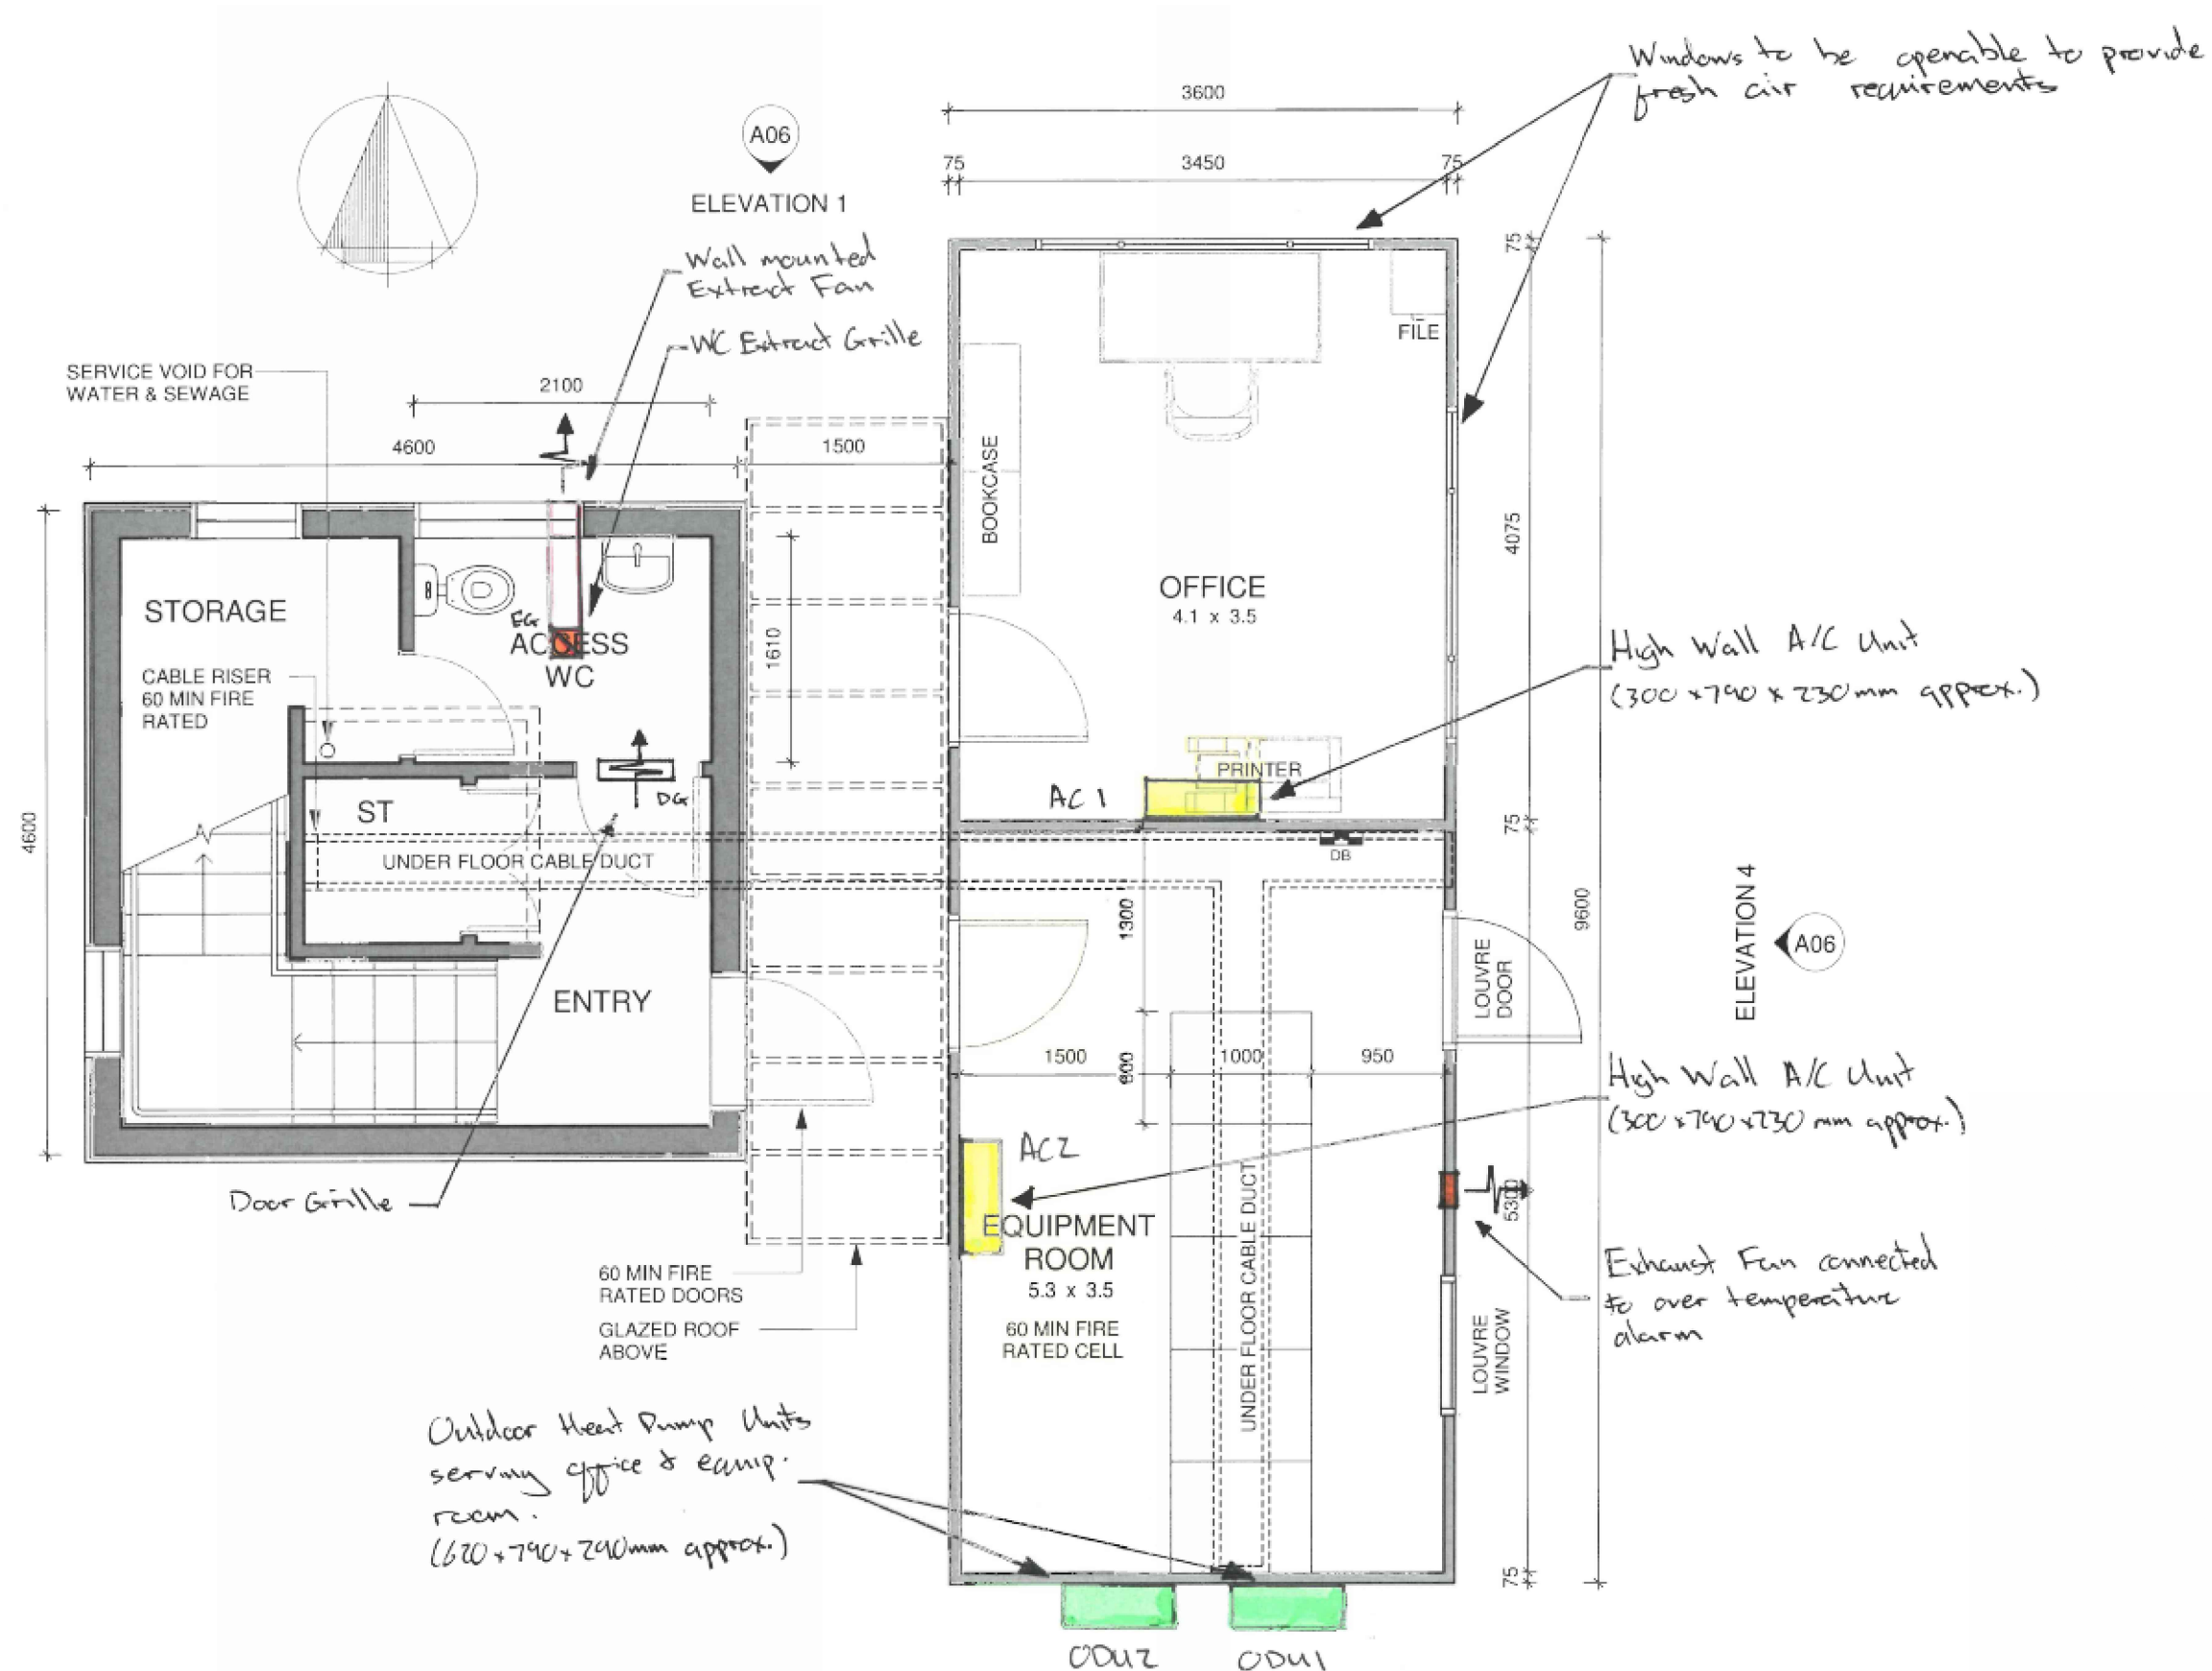 Windows to be openable to provide
fresh air requirements
3600
A06
75
3450
75
ELEVATION 1
Wall mounted
Extract Fan
WC Extract Grille
75
FILE
SERVICE VOID FOR
WATER & SEWAGE
2100
4600
1500
BOOKCASE
4075
OFFICE
4.1 x 3.5
STORAGE
EG
ACCESS
WC
1610
High Wall A/C Unit
(300 x 790 x 230mm approx.)
CABLE RISER
60 MIN FIRE
RATED
PRINTER
AC 1
DG
ST
4600
75
DB
UNDER FLOOR CABLE DUCT
1300
9600
ELEVATION 4
A06
LOUVRE
DOOR
ENTRY
1500
600
1000
950
High Wall A/C Unit
(300 x 790 x 230 mm approx.)
AC2
Door Grille
5300
EQUIPMENT
ROOM
5.3 x 3.5
UNDER FLOOR CABLE DUCT
60 MIN FIRE
RATED DOORS
Exhaust Fan connected
to over temperature
alarm
GLAZED ROOF
ABOVE
60 MIN FIRE
RATED CELL
LOUVRE
WINDOW
Outdoor Heat Pump Units
serving office & equip.
room.
(620 x 790 x 290mm approx.)
75
ODU2
ODU1